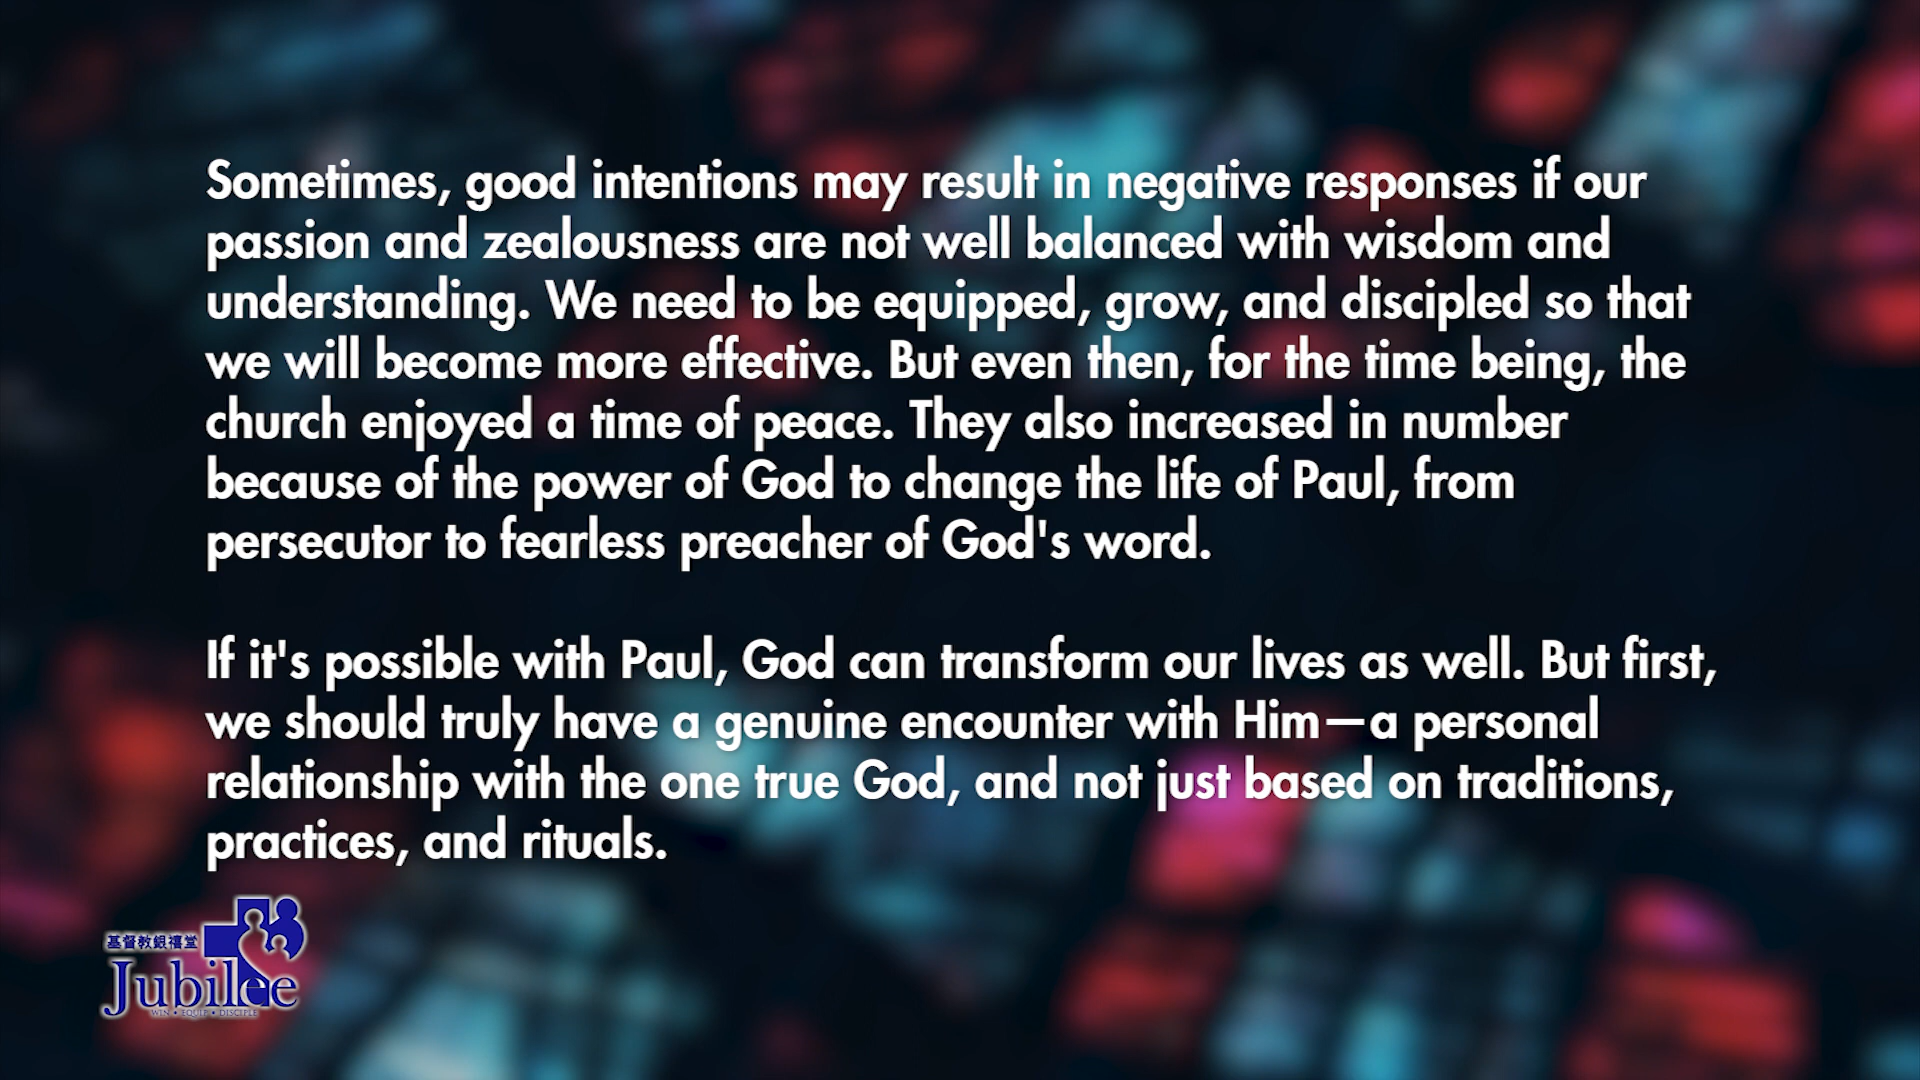 Sometimes, good intentions may result in negative responses if our
passion and zealousness are not well balanced with wisdom and
understanding. We need to be equipped, grow, and discipled so that
we will become more effective. But even then, for the time being, the
church enjoyed a time of peace. They also increased in number
because of the power of God to change the life of Paul, from
persecutor to fearless preacher of God's word.
If it's possible with Paul, God can transform our lives as well. But first,
we should truly have a genuine encounter with Him—a personal
relationship with the one true God, and not just based on traditions,
practices, and rituals.
基督教銀禧堂
Jubilee
WIN • EQUIP • DISCIPLE